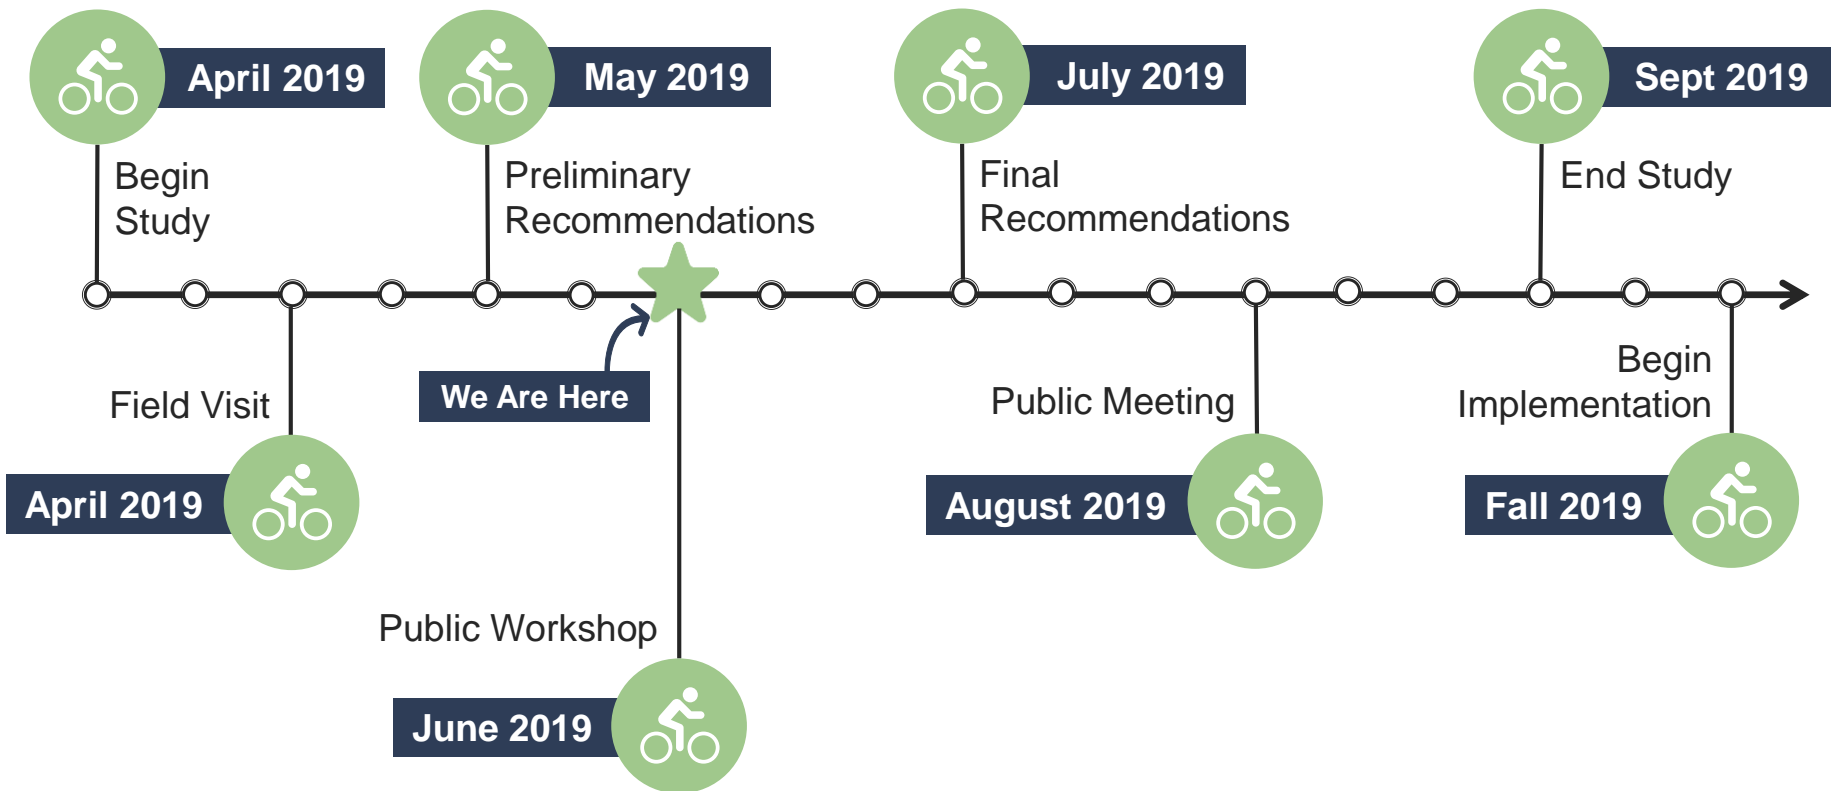 April 2019
Begin
Study
May 2019
Preliminary
Recommendations
July 2019
Final
Recommendations
Sept 2019
End Study
We Are Here
Field Visit
April 2019
Public Workshop
June 2019
Public Meeting
August 2019
Begin
Implementation
Fall 2019